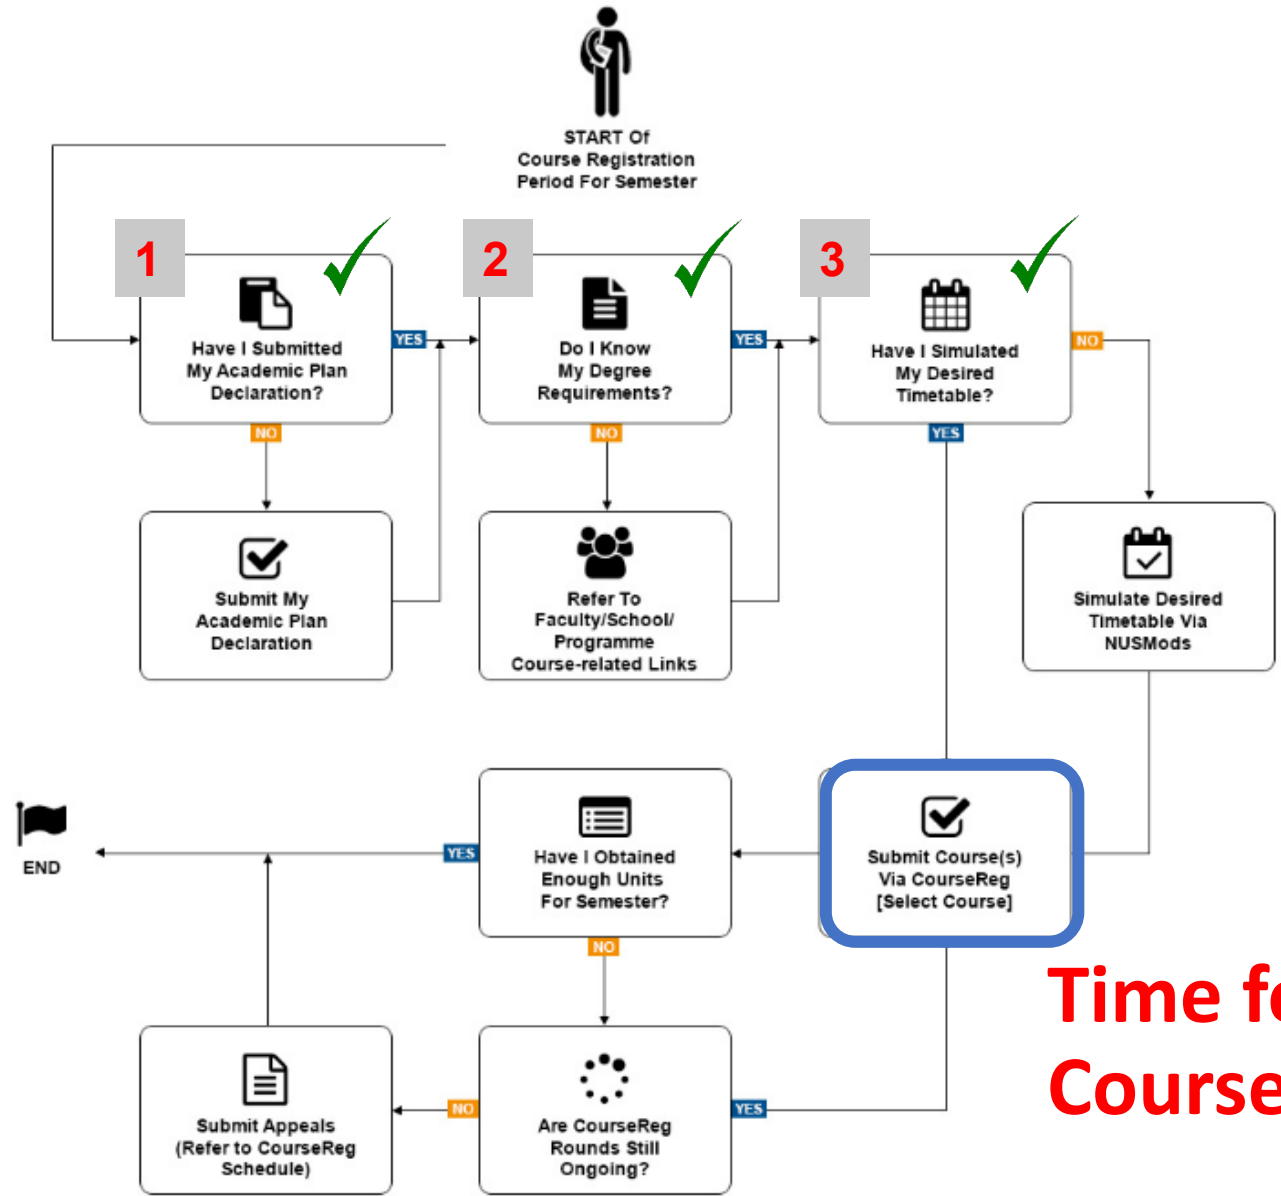 START Of
Course Registration
Period For Semester
1
Have I Submitted
My Academic Plan
Declaration?
YES
NO
2
Do I Know
My Degree
Requirements?
YES
NO
3
Have I Simulated
My Desired
Timetable?
NO
YES
Submit My
Academic Plan
Declaration
Refer To
Faculty/School/
Programme
Course-related Links
Simulate Desired
Timetable Via
NUSMods
END
YES
Have I Obtained
Enough Units
For Semester?
NO
Submit Course(s)
Via CourseReg
[Select Course]
Submit Appeals
(Refer to CourseReg
Schedule)
NO
Are CourseReg
Rounds Still
Ongoing?
YES
Time
Course